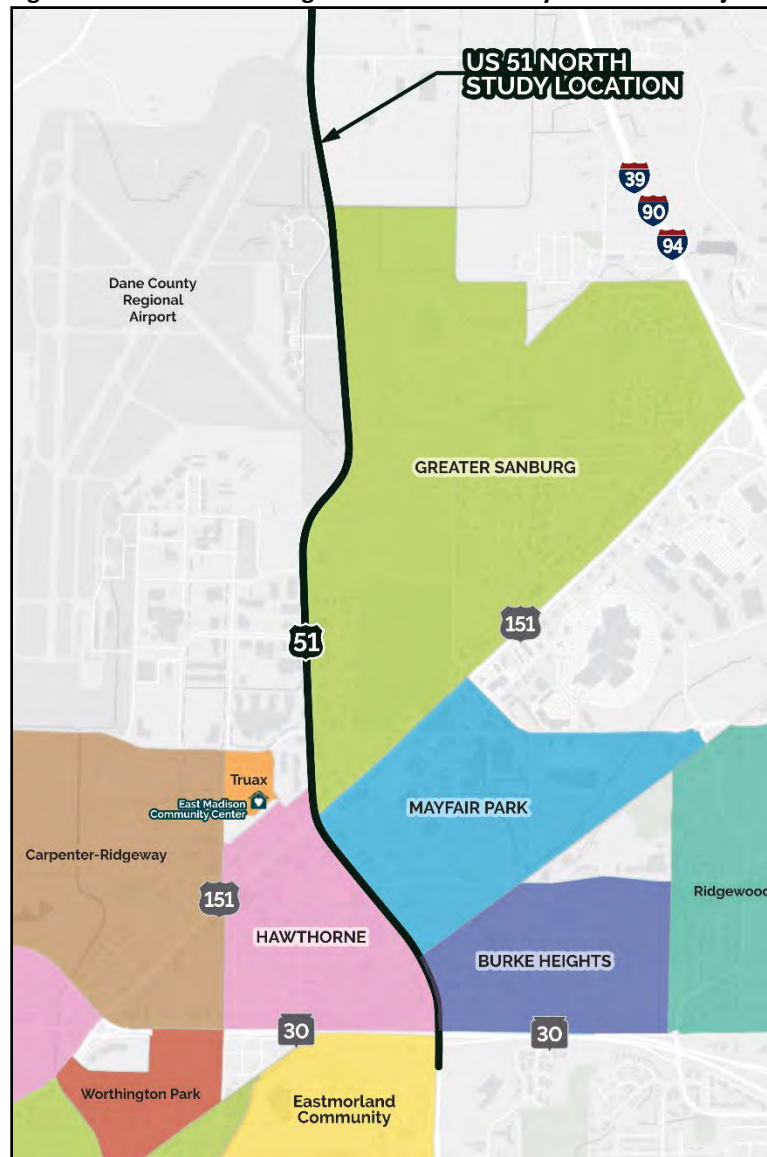 US 51 NORTH
STUDY LOCATION
39
90
94
Dane County
Regional
Airport
GREATER SANBURG
151
51
Truax
East Madison
Community Center
MAYFAIR PARK
Carpenter-Ridgeway
Ridgewood
151
HAWTHORNE
BURKE HEIGHTS
30
30
Worthington Park
Eastmorland
Community